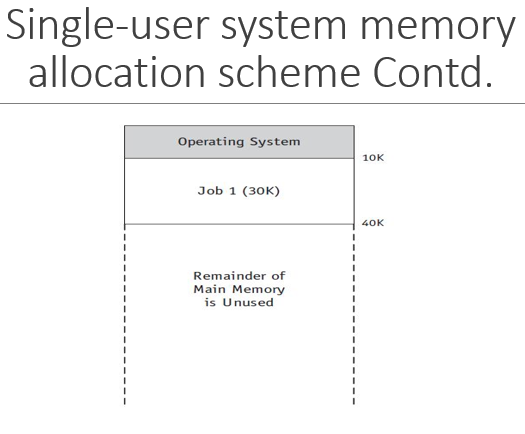 Single-user system memory
allocation scheme Contd.
Operating System
10K
Job 1 (30K)
40K
Remainder of
Main Memory
is Unused